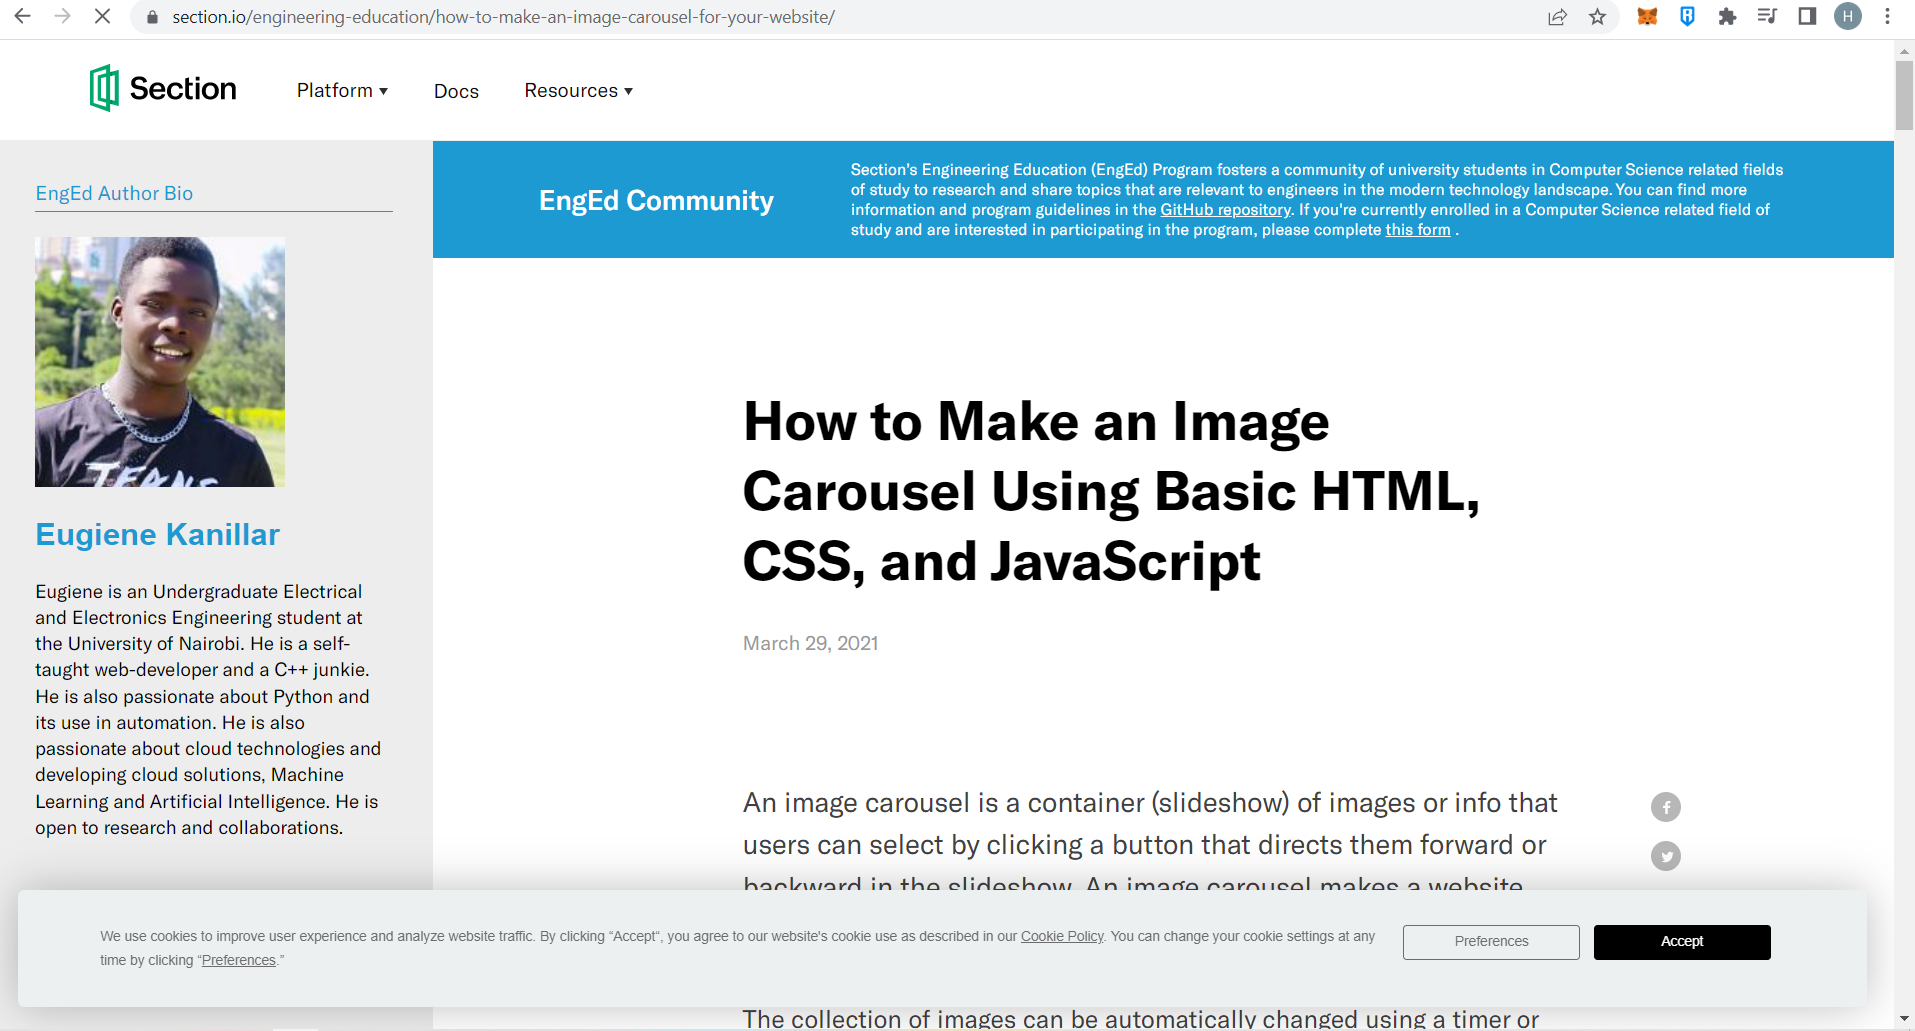 section.io/engineering-education/how-to-make-an-image-carousel-for-your-website/
H
Section
Platform ▾
Docs
Resources ▾
EngEd Author Bio
EngEd Community
Section's Engineering Education (EngEd) Program fosters a community of university students in Computer Science related fields
of study to research and share topics that are relevant to engineers in the modern technology landscape. You can find more
information and program guidelines in the GitHub repository. If you're currently enrolled in a Computer Science related field of
study and are interested in participating in the program, please complete this form .
Eugiene Kanillar
Eugiene is an Undergraduate Electrical
and Electronics Engineering student at
the University of Nairobi. He is a self-
taught web-developer and a C++ junkie.
He is also passionate about Python and
its use in automation. He is also
passionate about cloud technologies and
developing cloud solutions, Machine
Learning and Artificial Intelligence. He is
open to research and collaborations.
How to Make an Image
Carousel Using Basic HTML,
CSS, and JavaScript
March 29, 2021
An image carousel is a container (slideshow) of images or info that
users can select by clicking a button that directs them forward or
backward in the slideshow. An image carousel makes a website
We use cookies to improve user experience and analyze website traffic. By clicking “Accept“, you agree to our website's cookie use as described in our Cookie Policy. You can change your cookie settings at any
time by clicking “Preferences.”
Preferences
Accept
The collection of images can be automatically changed using a timer or